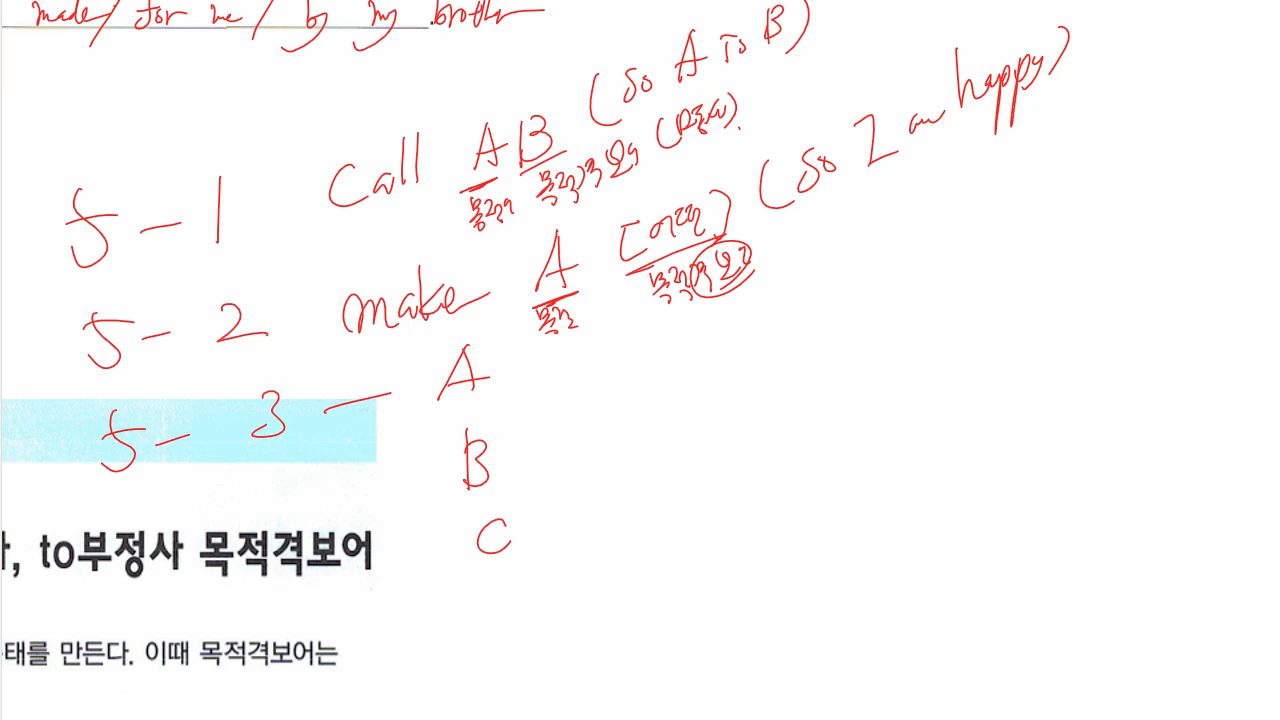 made / for me / by my brother.
5-1 call A B (So A is B)
목적어 목적격보어 (명사).
5-2 make A [어떤] (So I am happy)
목적어 목적격보어
5-3 - A
B
C
, to부정사 목적격보어
태를 만든다. 이때 목적격보어는